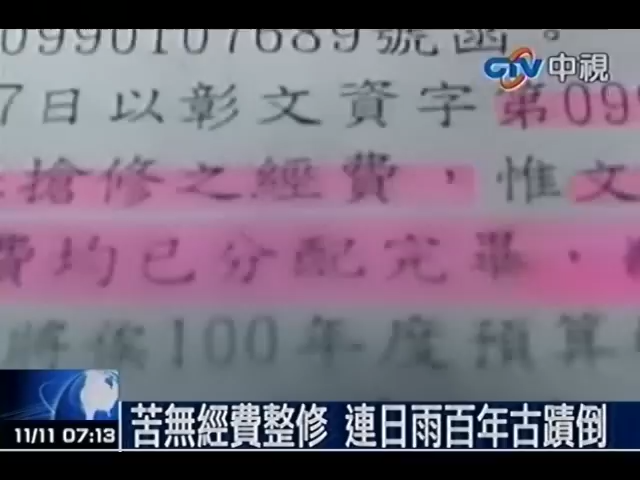 0990107689號函。
CTV中視
7日以彰文資字第099
搶修之經費,惟文
費均已分配完畢,
將俟100年度預算
苦無經費整修 連日雨百年古蹟倒
11/11 07:13